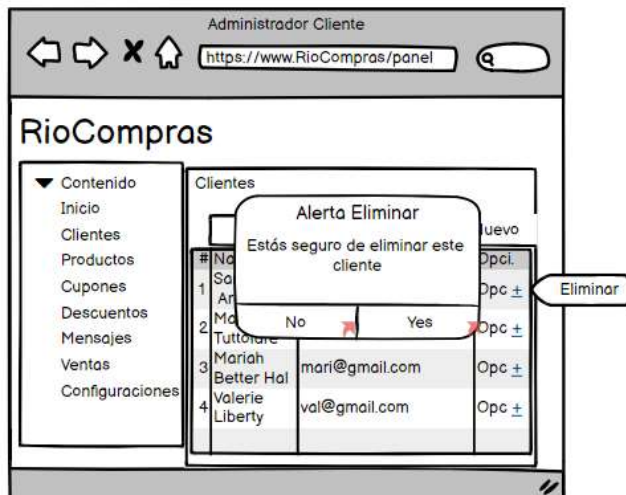 Administrador Cliente
https://www.RioCompras/panel
RioCompras
Contenido
Inicio
Clientes
Productos
Cupones
Descuentos
Mensajes
Ventas
Configuraciones
Clientes
Alerta Eliminar
Estás seguro de eliminar este
cliente
No
Yes
# Opci.
1 Opc +
Eliminar
2 Opc +
3 Mariah
Better Hal
mari@gmail.com
Opc +
4 Valerie
Liberty
val@gmail.com
Opc +